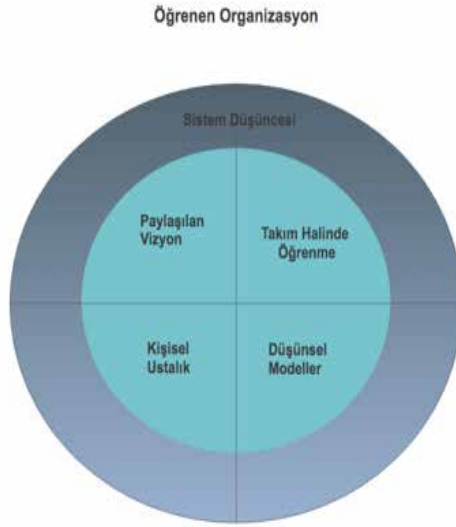 Öğrenen Organizasyon
Sistem Düşüncesi
Paylaşılan
Vizyon
Takım Halinde
Öğrenme
Kişisel
Ustalık
Düşünsel
Modeller